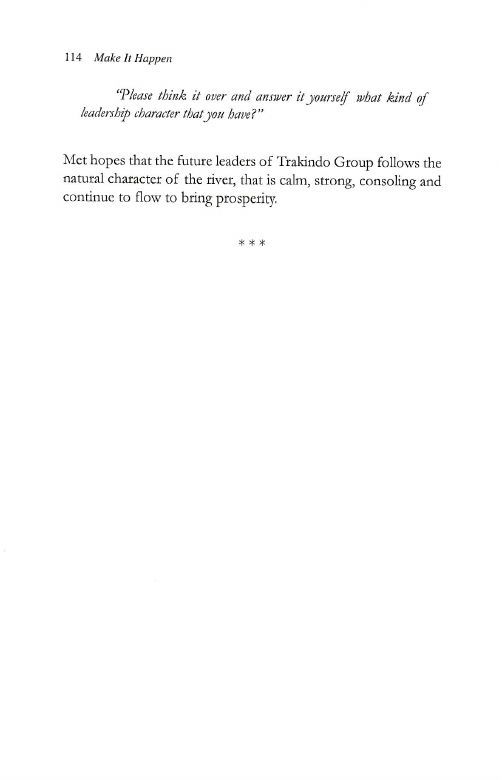 114 Make It Happen
“Please think it over and answer it yourself what kind of
leadership character that you have?”
Met hopes that the future leaders of Trakindo Group follows the
natural character of the river, that is calm, strong, consoling and
continue to flow to bring prosperity.
* * *